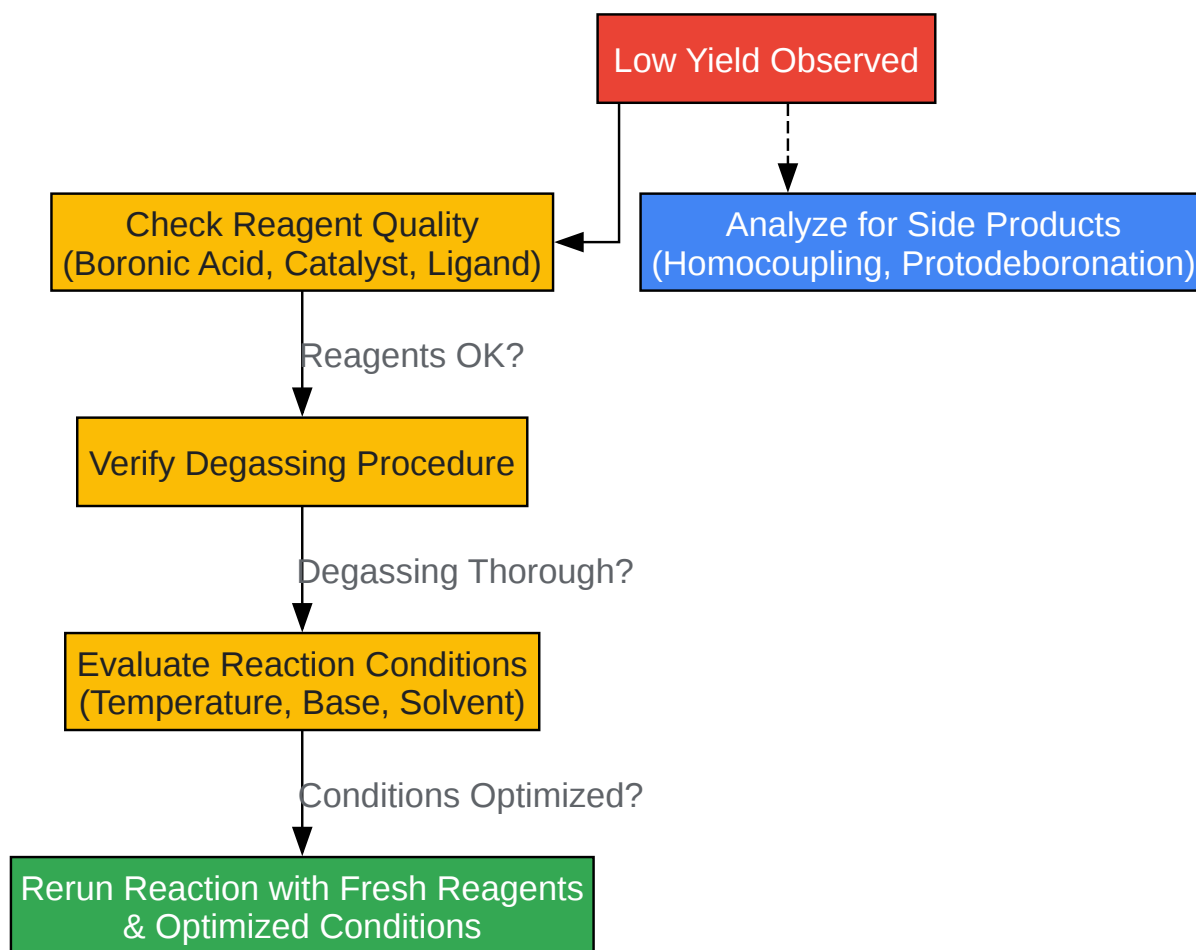 Low Yield Observed
Check Reagent Quality
(Boronic Acid, Catalyst, Ligand)
Analyze for Side Products
(Homocoupling, Protodeboronation)
Reagents OK?
Verify Degassing Procedure
Degassing Thorough?
Evaluate Reaction Conditions
(Temperature, Base, Solvent)
Conditions Optimized?
Rerun Reaction with Fresh Reagents
& Optimized Conditions